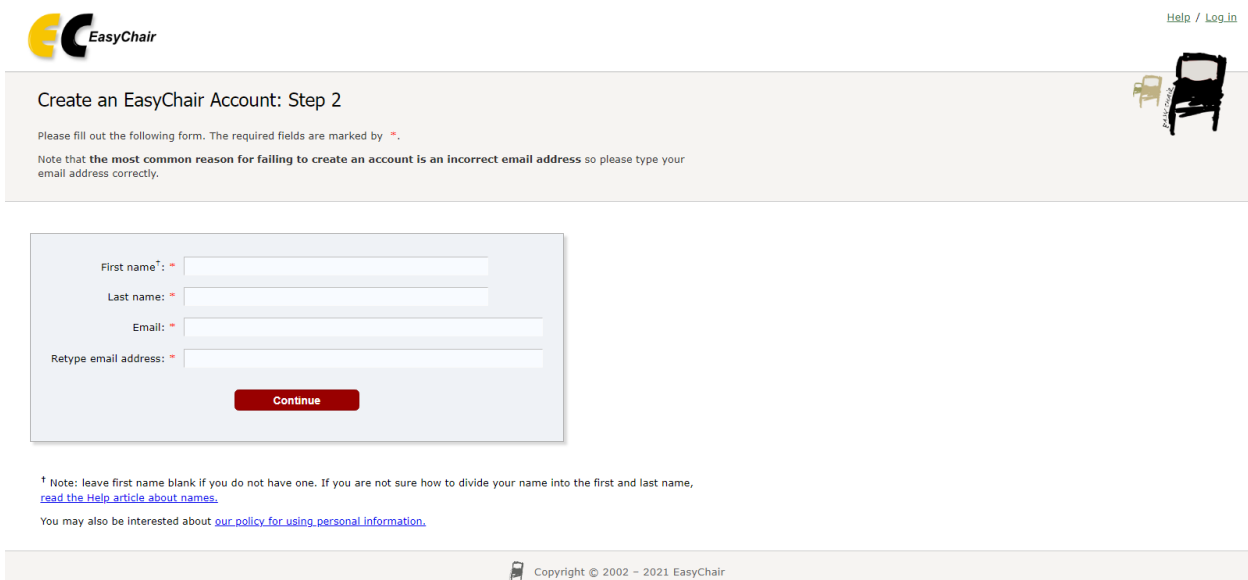 EasyChair
Help / Log in
Create an EasyChair Account: Step 2
Please fill out the following form. The required fields are marked by *.
Note that the most common reason for failing to create an account is an incorrect email address so please type your
email address correctly.
First name†: *
Last name: *
Email: *
Retype email address: *
Continue
† Note: leave first name blank if you do not have one. If you are not sure how to divide your name into the first and last name,
read the Help article about names.
You may also be interested about our policy for using personal information.
Copyright © 2002 – 2021 EasyChair